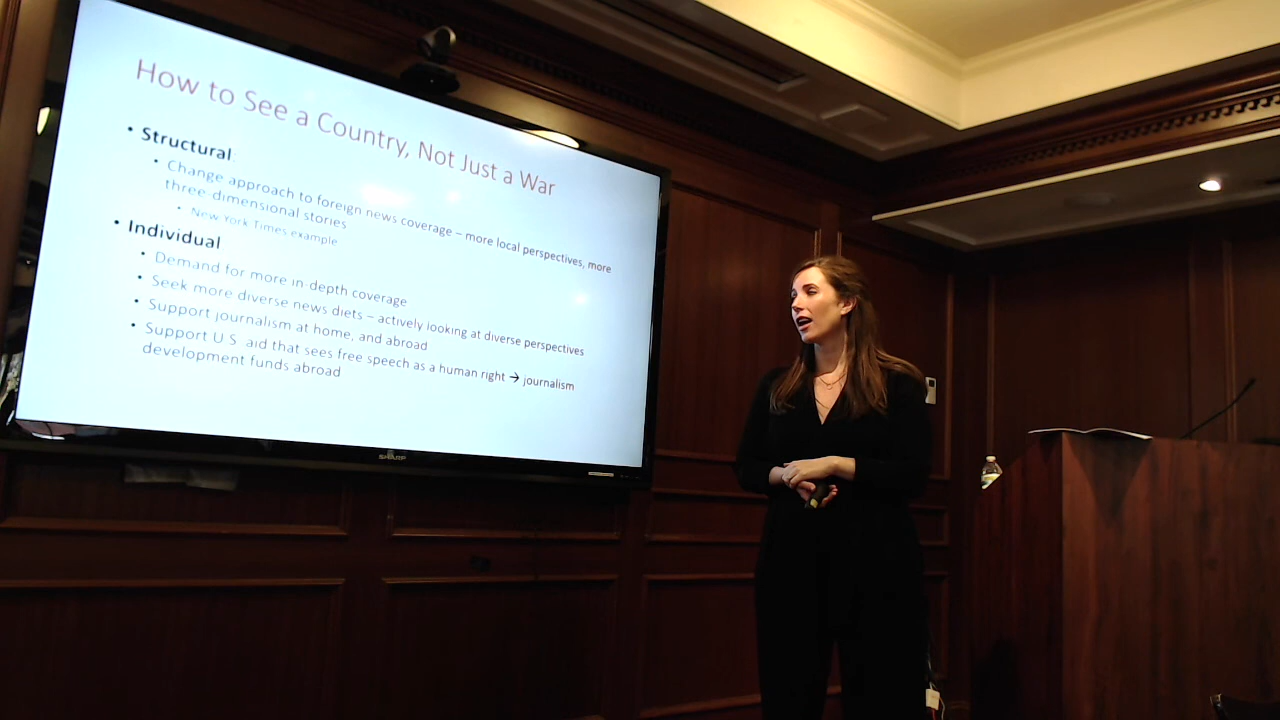 How to See a Country, Not Just a War
• Structural
• Change approach to foreign news coverage – more local perspectives, more
three-dimensional stories
• New York Times example
• Individual
• Demand for more in-depth coverage
• Seek more diverse news diets – actively looking at diverse perspectives
• Support journalism at home, and abroad
• Support U.S. aid that sees free speech as a human right → journalism
development funds abroad
SHARP